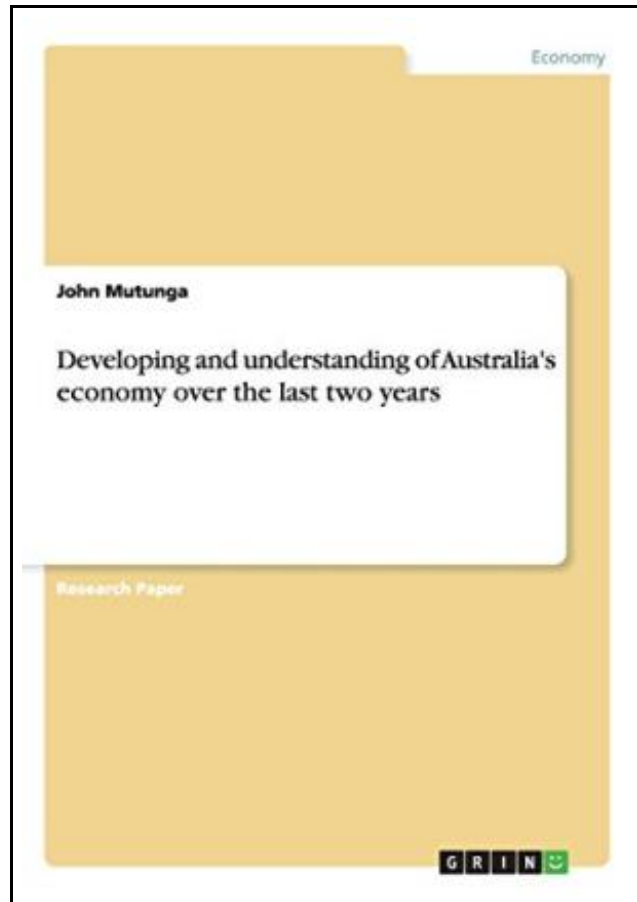 Economy
John Mutunga
Developing and understanding of Australia's
economy over the last two years
Research Paper
GRIN